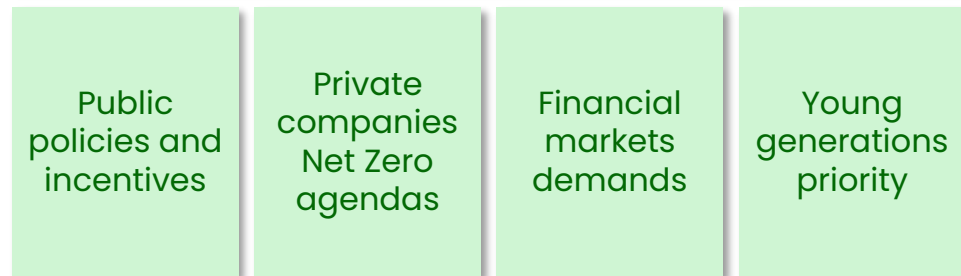 Public
policies and
incentives
Private
companies
Net Zero
agendas
Financial
markets
demands
Young
generations
priority